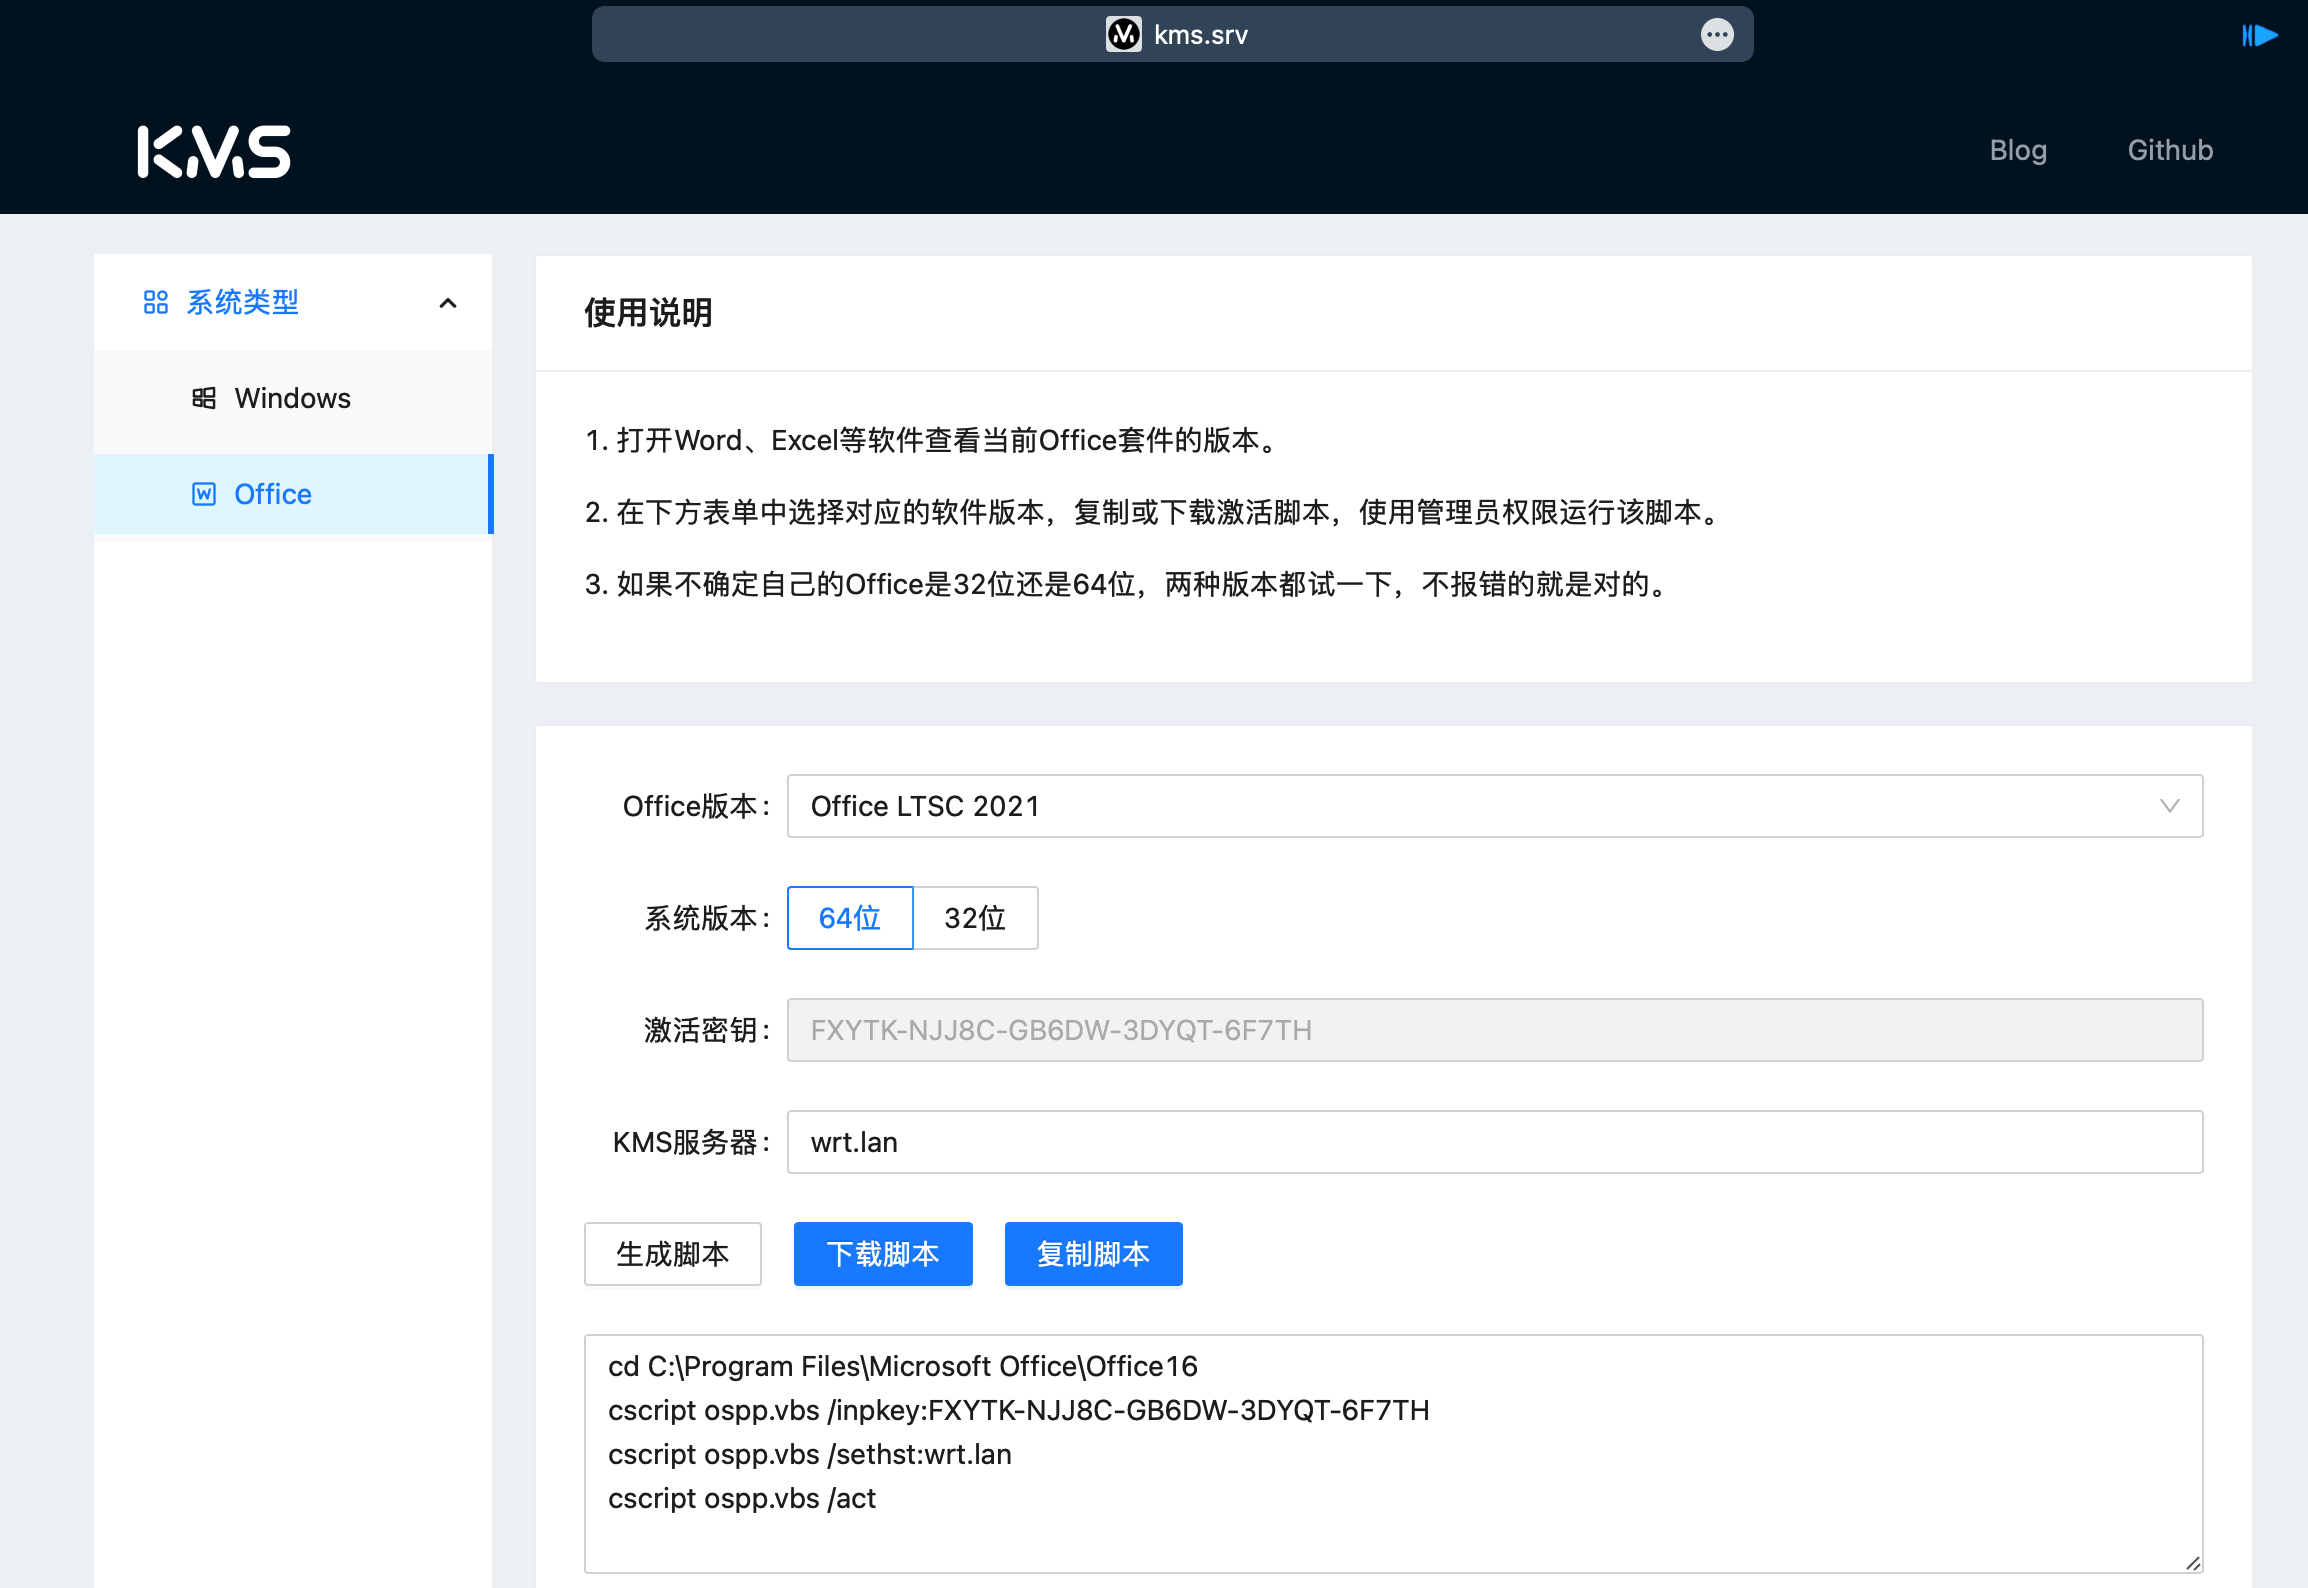 kms.srv
KMS
Blog
Github
系统类型
Windows
Office
使用说明
1. 打开Word、Excel等软件查看当前Office套件的版本。
2. 在下方表单中选择对应的软件版本，复制或下载激活脚本，使用管理员权限运行该脚本。
3. 如果不确定自己的Office是32位还是64位，两种版本都试一下，不报错的就是对的。
Office版本： Office LTSC 2021
系统版本： 64位 32位
激活密钥： FXYTK-NJJ8C-GB6DW-3DYQT-6F7TH
KMS服务器： wrt.lan
生成脚本 下载脚本 复制脚本
cd C:\Program Files\Microsoft Office\Office16
cscript ospp.vbs /inpkey:FXYTK-NJJ8C-GB6DW-3DYQT-6F7TH
cscript ospp.vbs /sethst:wrt.lan
cscript ospp.vbs /act